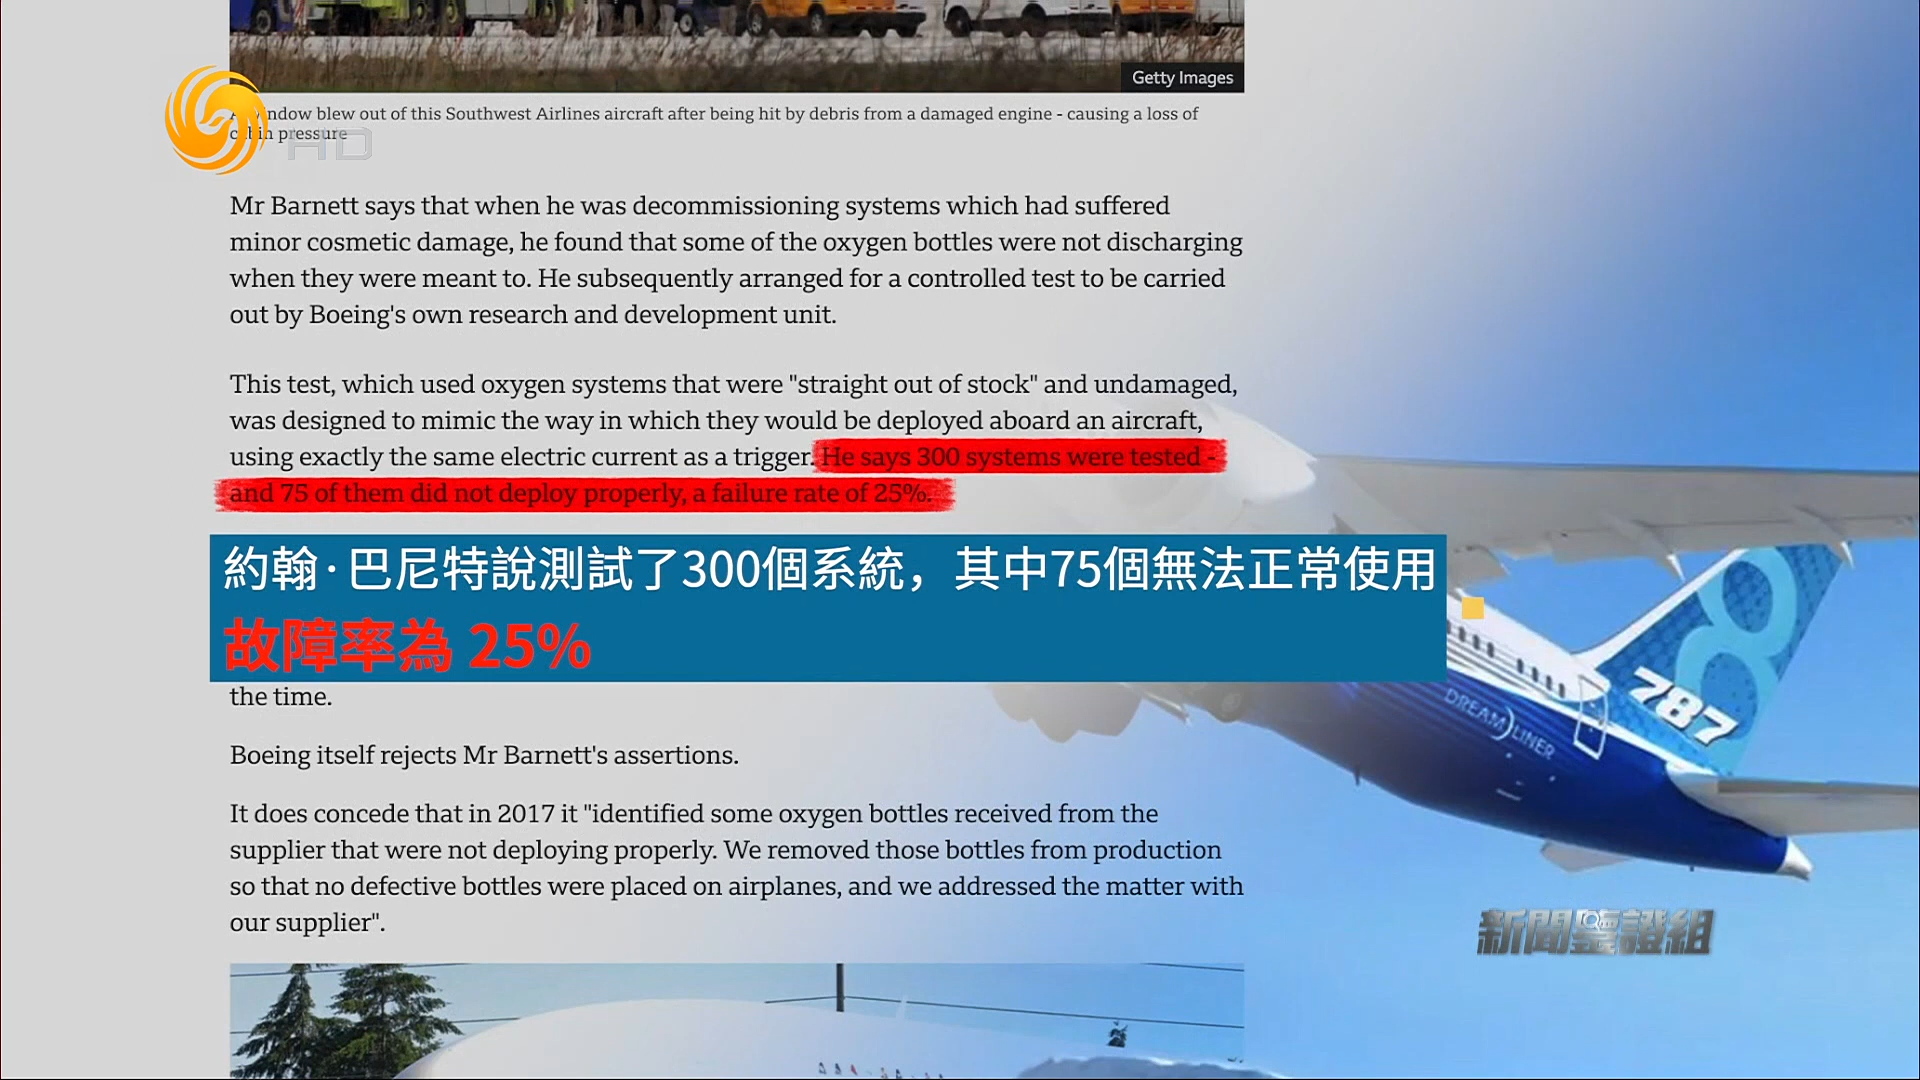 Getty Images
indow blew out of this Southwest Airlines aircraft after being hit by debris from a damaged engine - causing a loss of
cabin pressure
HD
Mr Barnett says that when he was decommissioning systems which had suffered
minor cosmetic damage, he found that some of the oxygen bottles were not discharging
when they were meant to. He subsequently arranged for a controlled test to be carried
out by Boeing's own research and development unit.
This test, which used oxygen systems that were "straight out of stock" and undamaged,
was designed to mimic the way in which they would be deployed aboard an aircraft,
using exactly the same electric current as a trigger. He says 300 systems were tested -
and 75 of them did not deploy properly, a failure rate of 25%.
約翰·巴尼特說測試了300個系統，其中75個無法正常使用
故障率為 25%
the time.
Boeing itself rejects Mr Barnett's assertions.
It does concede that in 2017 it "identified some oxygen bottles received from the
supplier that were not deploying properly. We removed those bottles from production
so that no defective bottles were placed on airplanes, and we addressed the matter with
our supplier".
8
787
DREAMLINER
新聞鑒證組